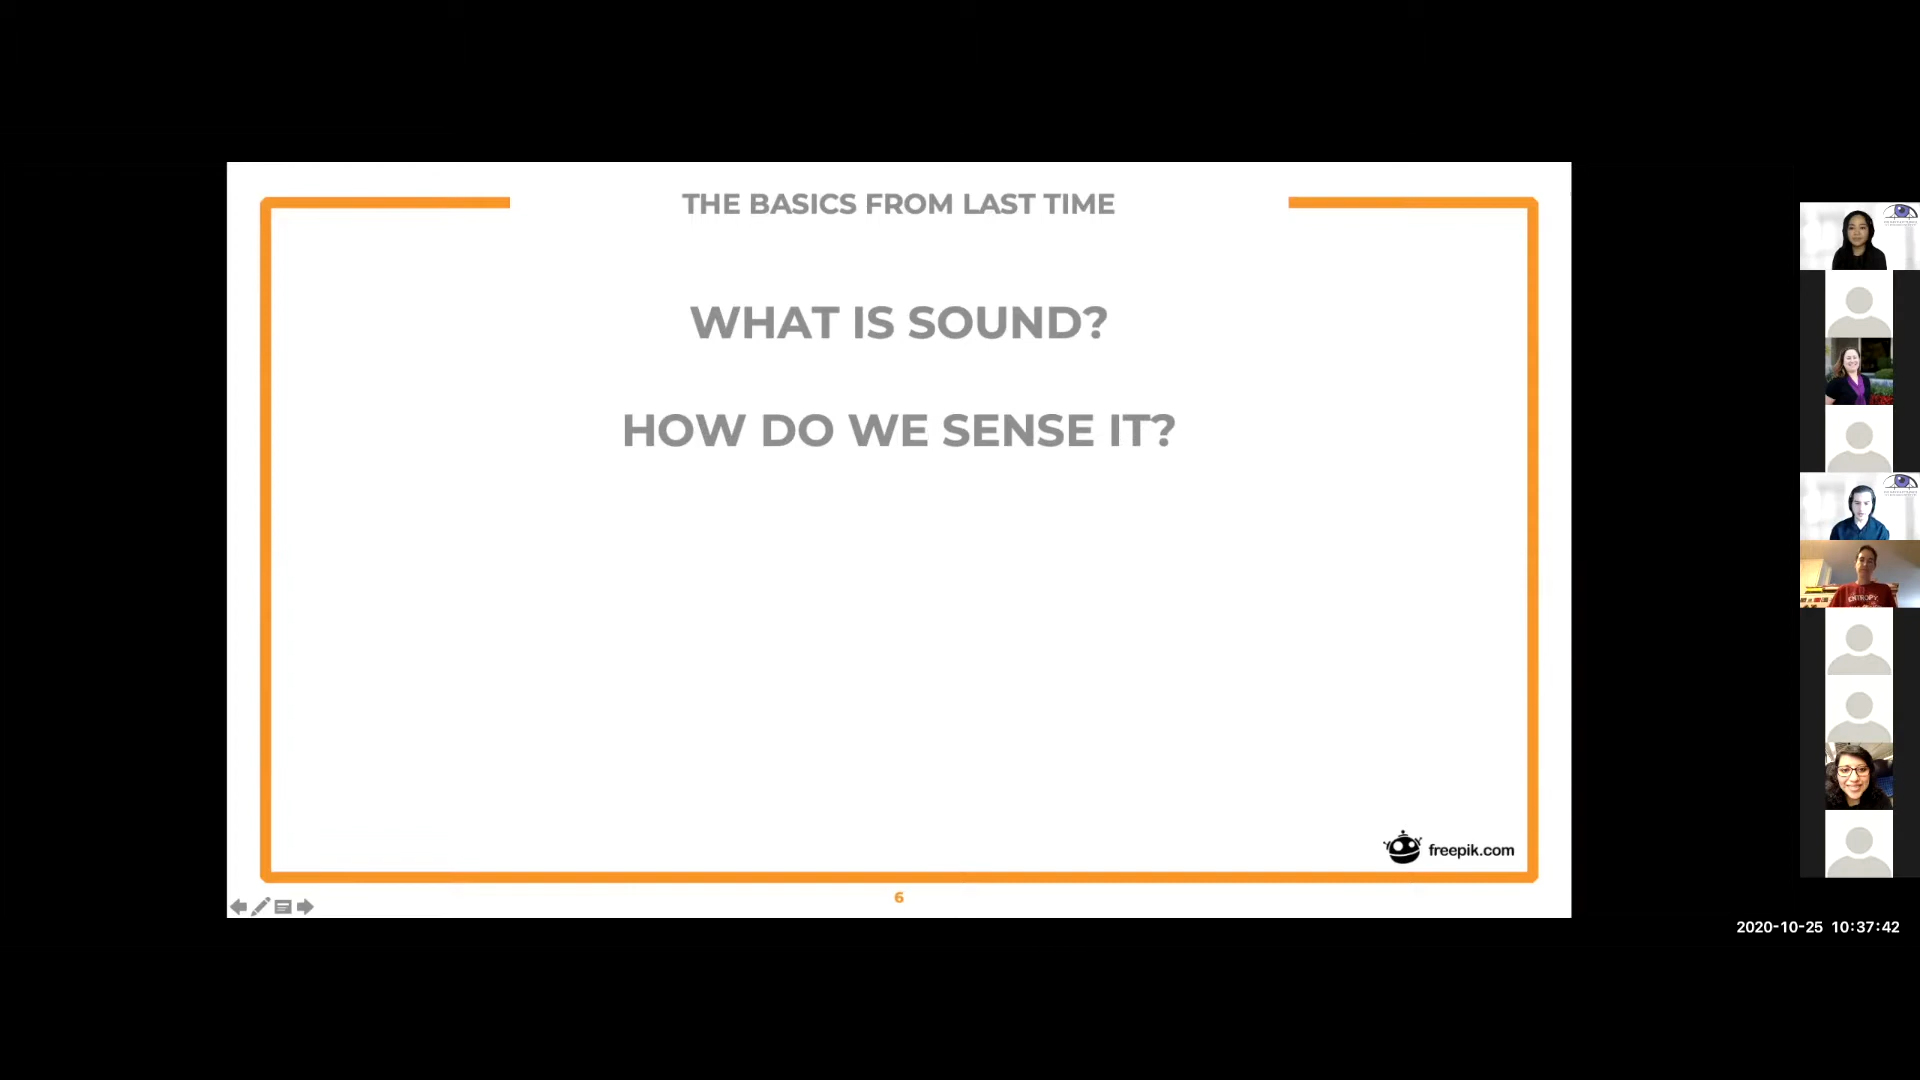 THE BASICS FROM LAST TIME
WHAT IS SOUND?
HOW DO WE SENSE IT?
freepik.com
6
ENTROPY
2020-10-25 10:37:42